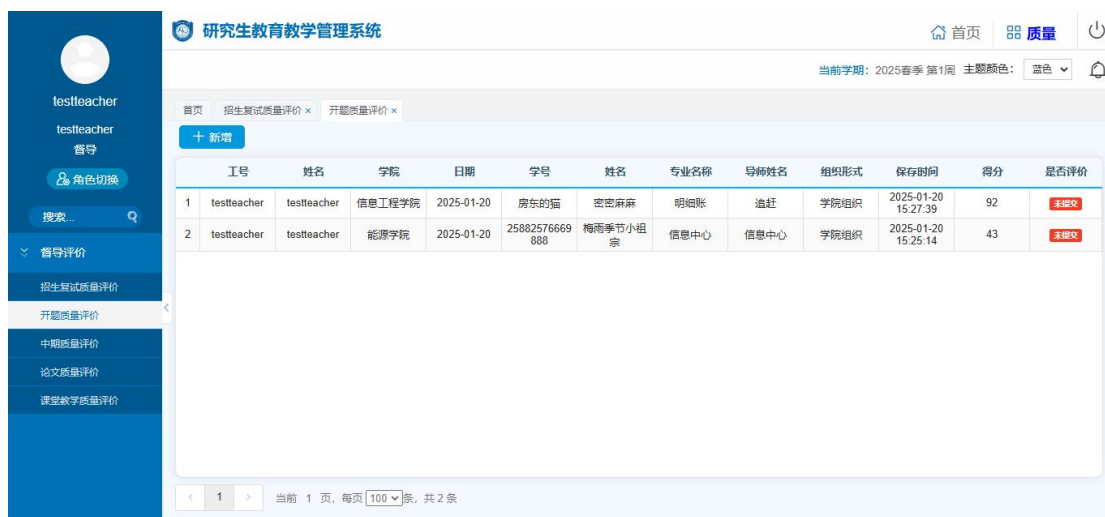 研究生教育教学管理系统
首页 质量
当前学期：2025春季 第1周 主题颜色： 蓝色
testteacher
testteacher
督导
角色切换
搜索...
督导评价
招生复试质量评价
开题质量评价
中期质量评价
论文质量评价
课堂教学质量评价
首页 招生复试质量评价 × 开题质量评价 ×
十 新增
工号 姓名 学院 日期 学号 姓名 专业名称 导师姓名 组织形式 保存时间 得分 是否评价
1 testteacher testteacher 信息工程学院 2025-01-20 房东的猫 密密麻麻 明细账 追赶 学院组织 2025-01-20 15:27:39 92 未提交
2 testteacher testteacher 能源学院 2025-01-20 25882576669888 梅雨季节小组宗 信息中心 信息中心 学院组织 2025-01-20 15:25:14 43 未提交
< 1 > 当前 1 页，每页 100 条，共 2 条